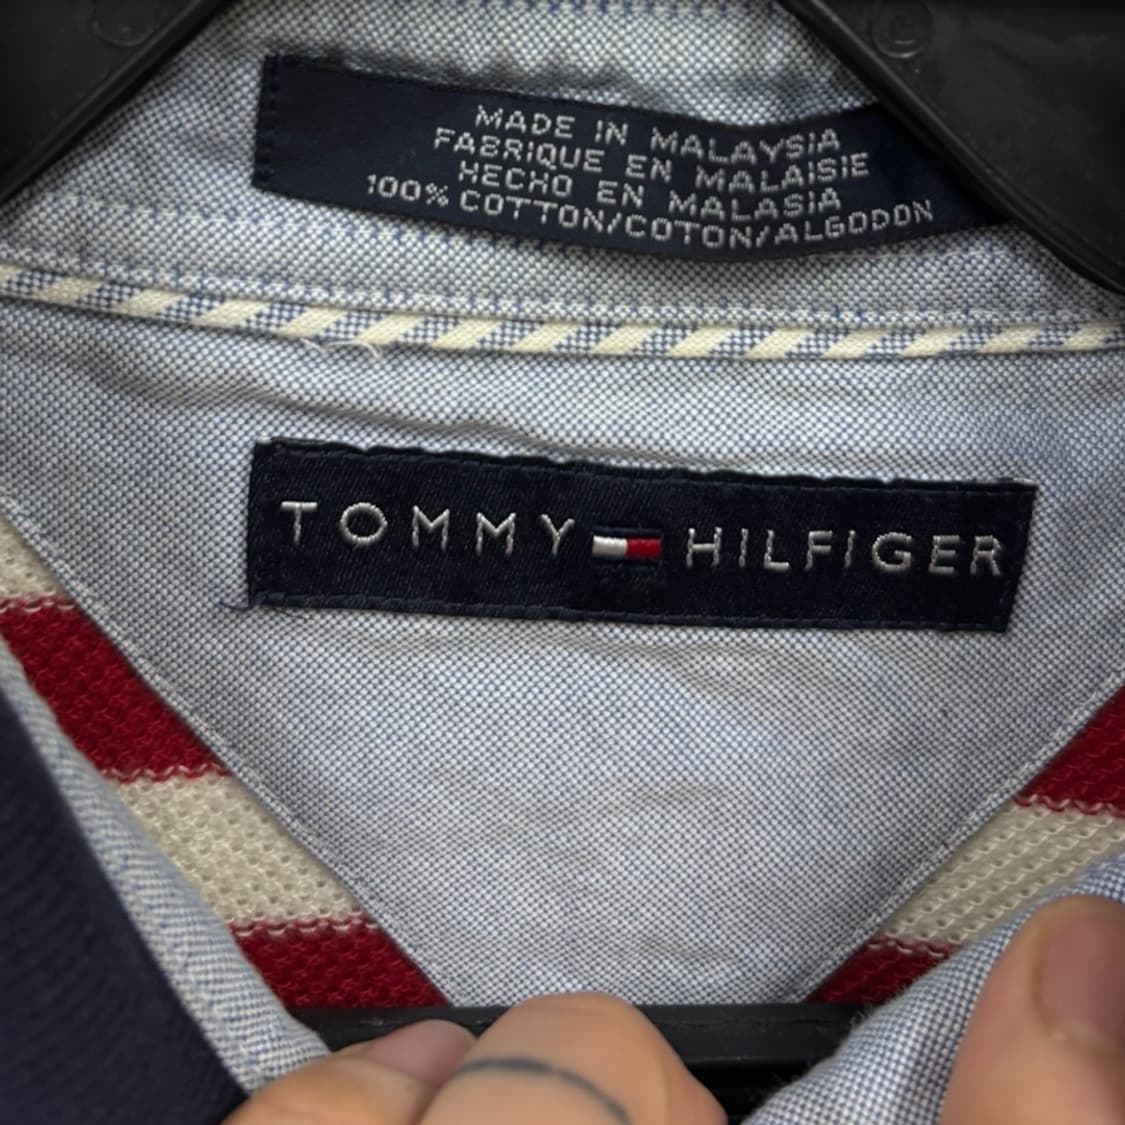 MADE IN MALAYSIA
FABRIQUE EN MALAISIE
HECHO EN MALASIA
100% COTTON/COTON/ALGODON
TOMMY HILFIGER